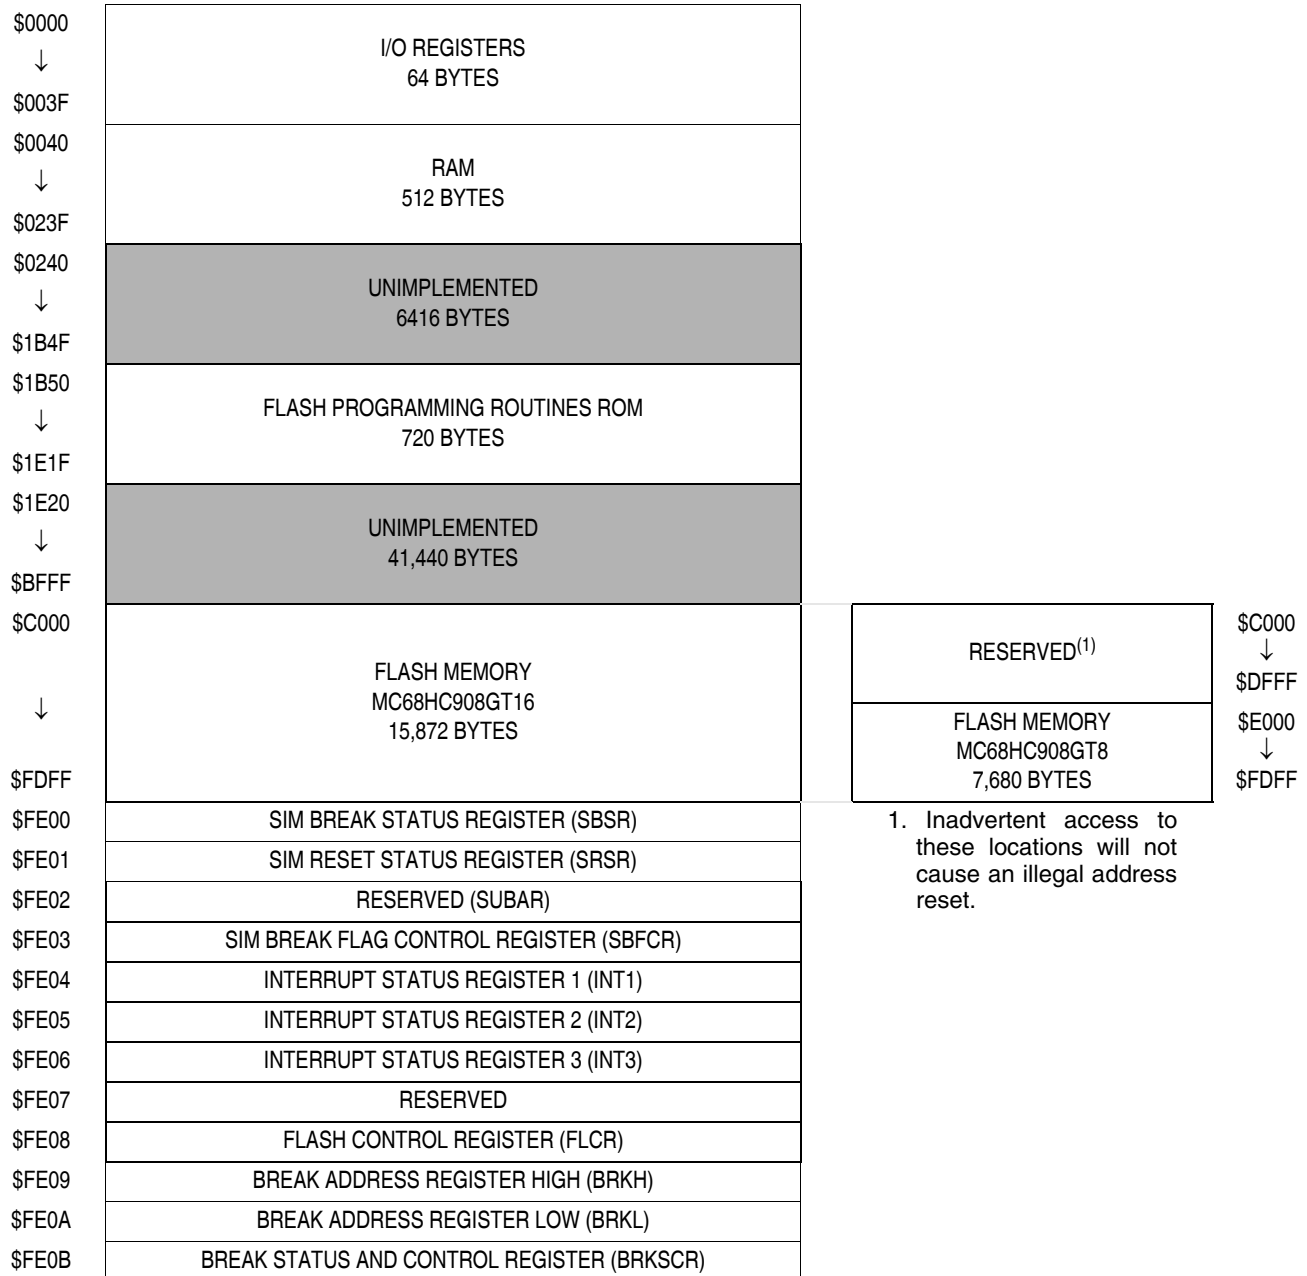 $0000
↓
$003F
I/O REGISTERS
64 BYTES
$0040
↓
$023F
RAM
512 BYTES
$0240
↓
$1B4F
UNIMPLEMENTED
6416 BYTES
$1B50
↓
$1E1F
FLASH PROGRAMMING ROUTINES ROM
720 BYTES
$1E20
↓
$BFFF
UNIMPLEMENTED
41,440 BYTES
$C000
↓
$FDFF
FLASH MEMORY
MC68HC908GT16
15,872 BYTES
RESERVED(1)
$C000
↓
$DFFF
FLASH MEMORY
MC68HC908GT8
7,680 BYTES
$E000
↓
$FDFF
1. Inadvertent access to
these locations will not
cause an illegal address
reset.
$FE00 SIM BREAK STATUS REGISTER (SBSR)
$FE01 SIM RESET STATUS REGISTER (SRSR)
$FE02 RESERVED (SUBAR)
$FE03 SIM BREAK FLAG CONTROL REGISTER (SBFCR)
$FE04 INTERRUPT STATUS REGISTER 1 (INT1)
$FE05 INTERRUPT STATUS REGISTER 2 (INT2)
$FE06 INTERRUPT STATUS REGISTER 3 (INT3)
$FE07 RESERVED
$FE08 FLASH CONTROL REGISTER (FLCR)
$FE09 BREAK ADDRESS REGISTER HIGH (BRKH)
$FE0A BREAK ADDRESS REGISTER LOW (BRKL)
$FE0B BREAK STATUS AND CONTROL REGISTER (BRKSCR)